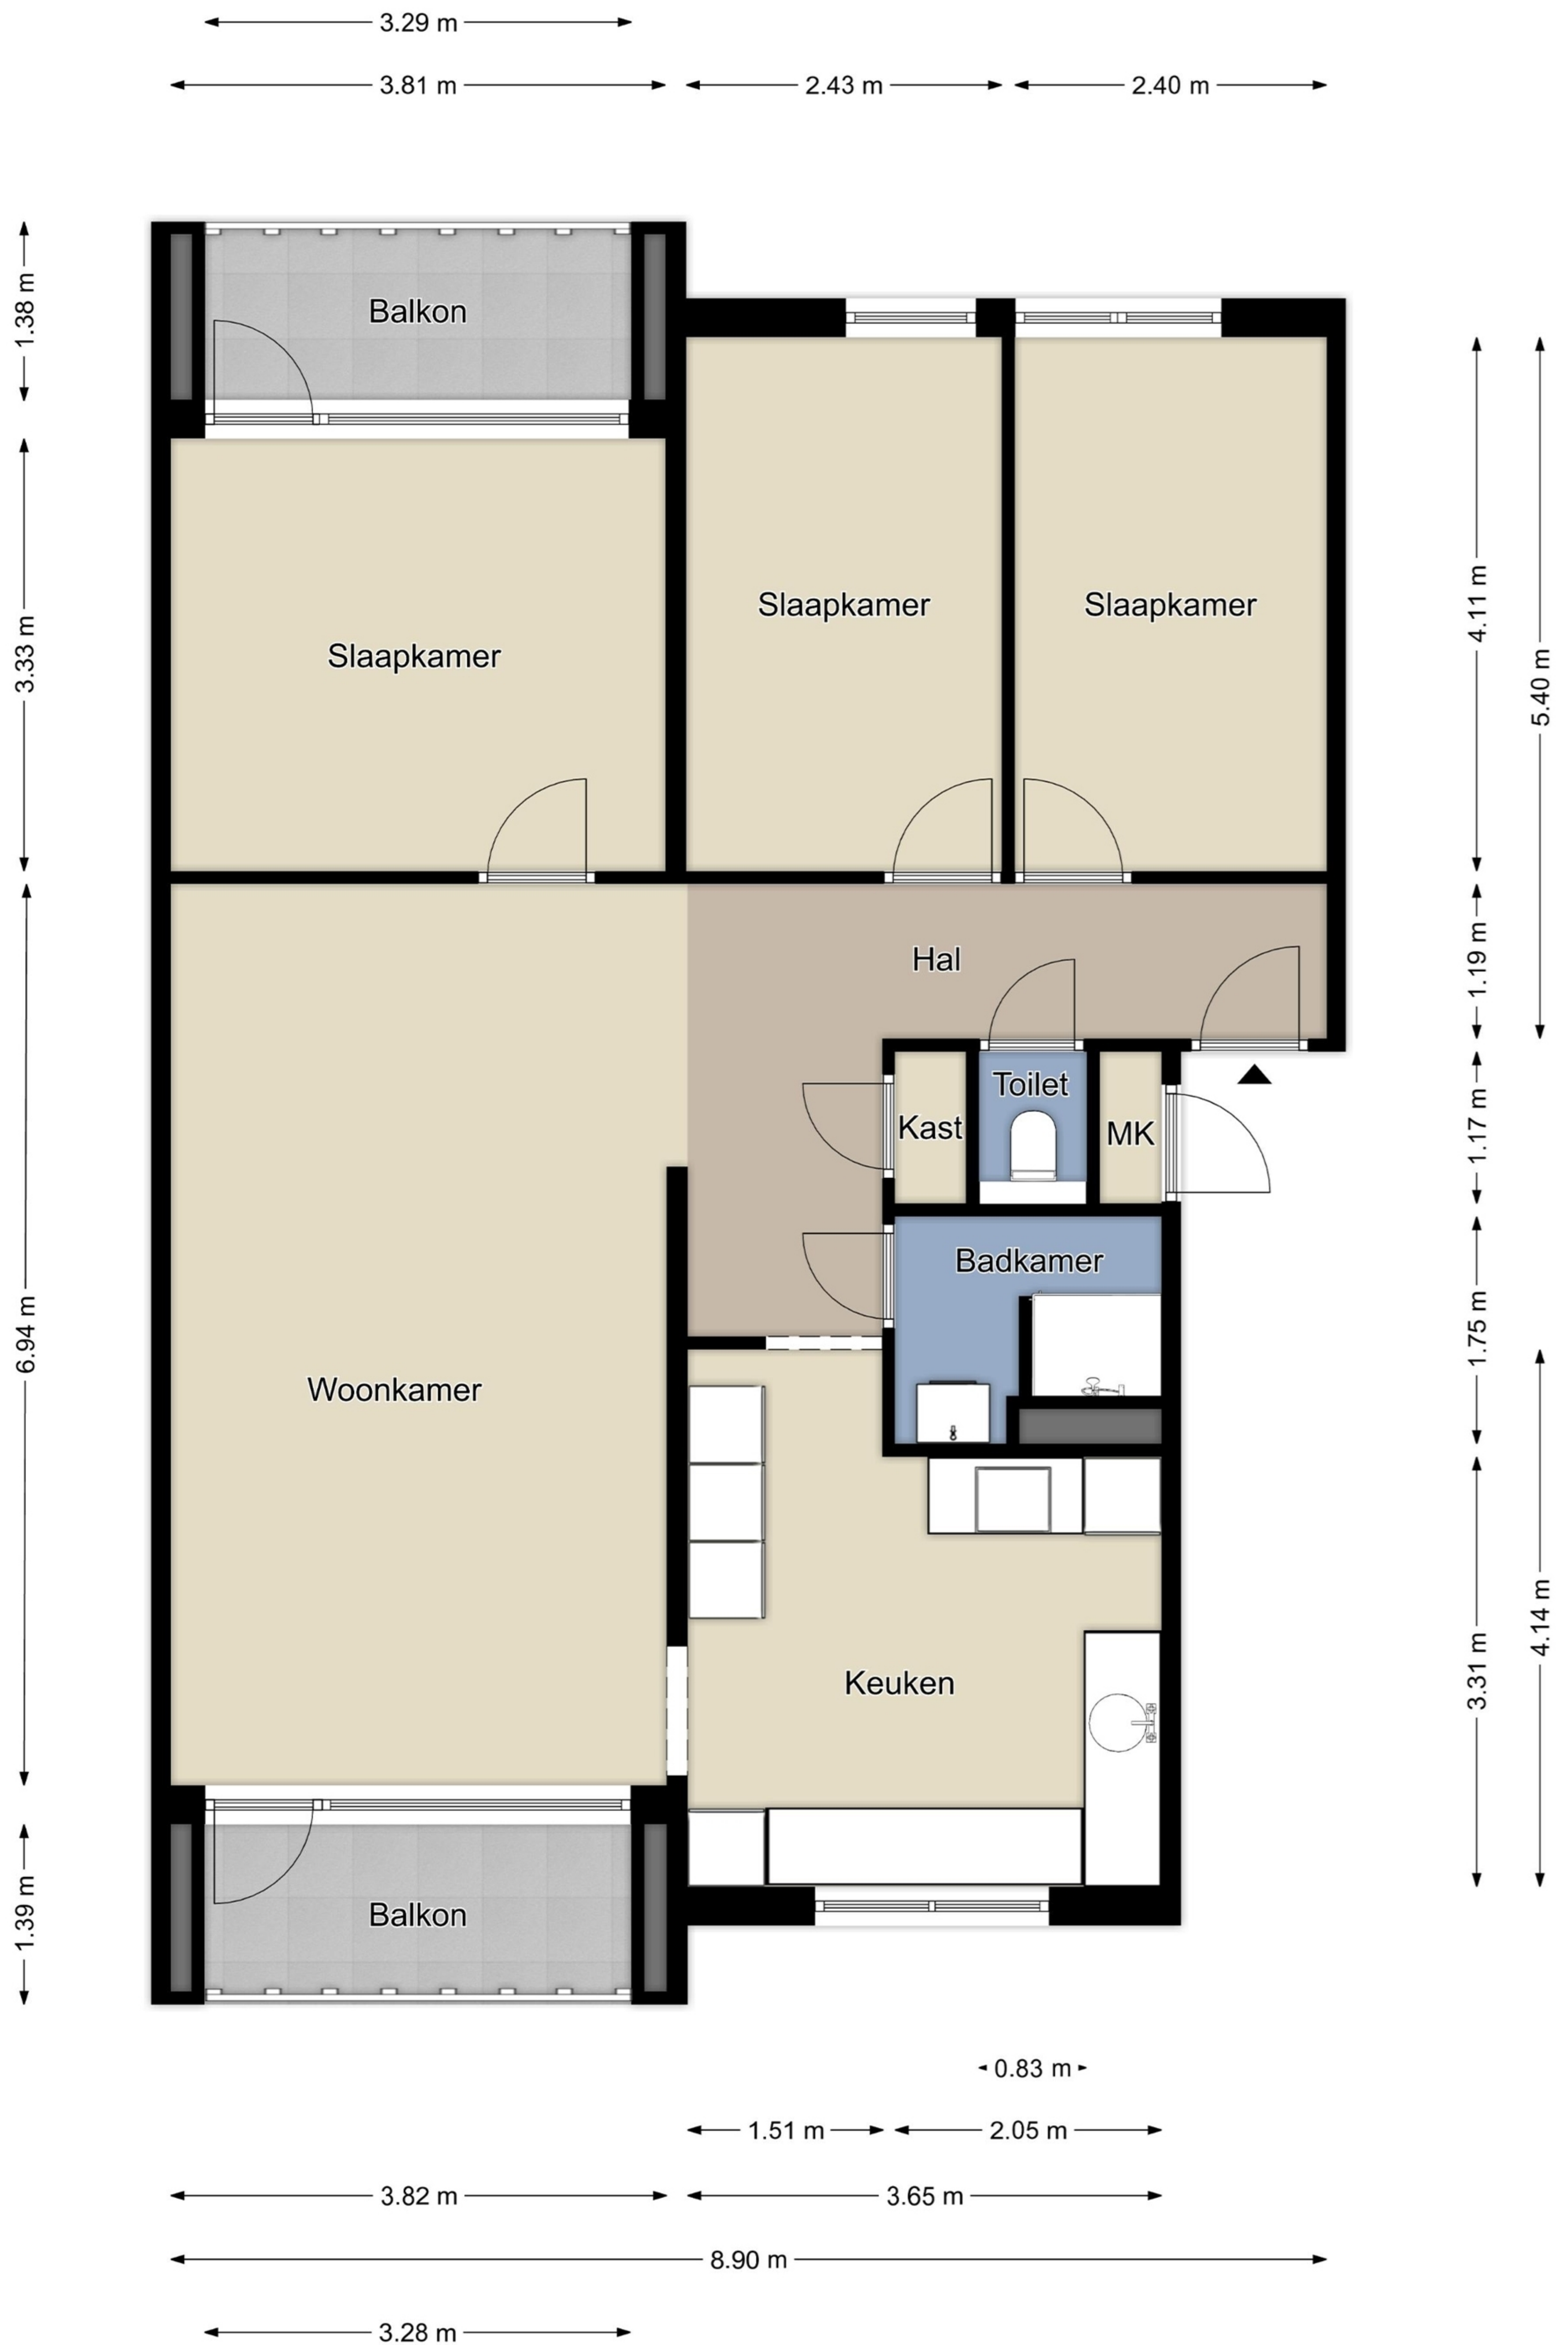 3.29 m
3.81 m
2.43 m
2.40 m
1.38 m
Balkon
3.33 m
Slaapkamer
Slaapkamer
Slaapkamer
4.11 m
5.40 m
Hal
1.19 m
Toilet
Kast
MK
1.17 m
Badkamer
6.94 m
Woonkamer
1.75 m
Keuken
3.31 m
4.14 m
1.39 m
Balkon
0.83 m
1.51 m
2.05 m
3.82 m
3.65 m
8.90 m
3.28 m